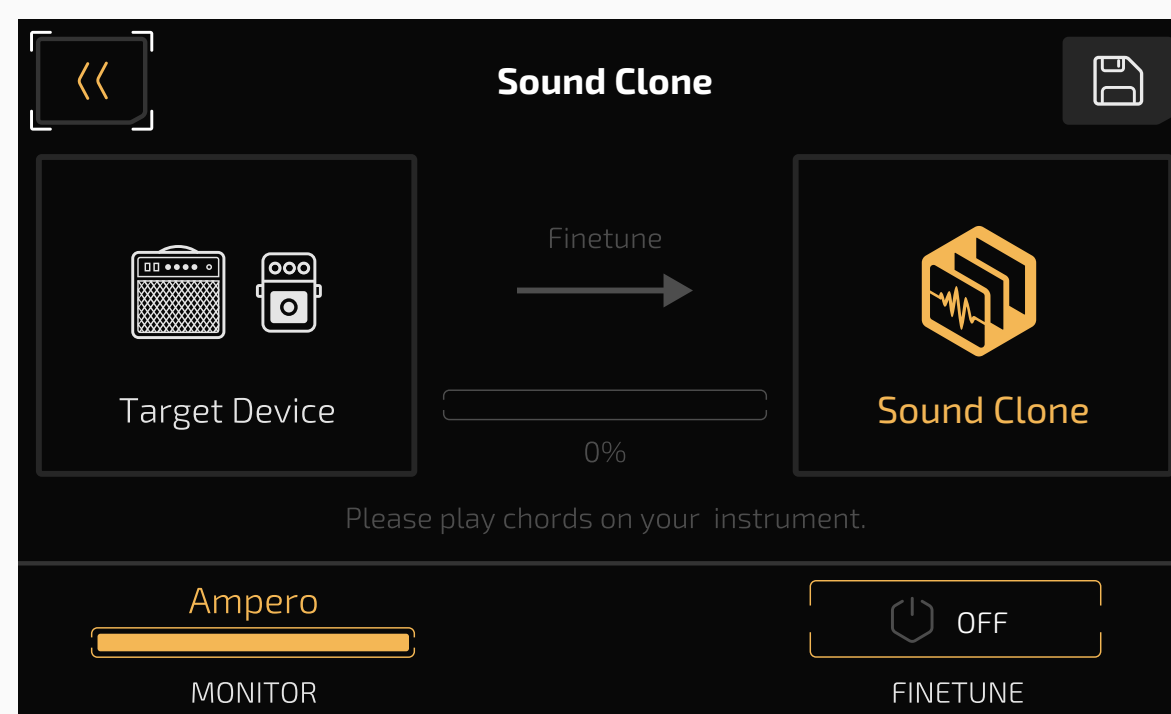 Sound Clone
Finetune
Target Device
Sound Clone
0%
Please play chords on your instrument.
Ampero
OFF
MONITOR
FINETUNE